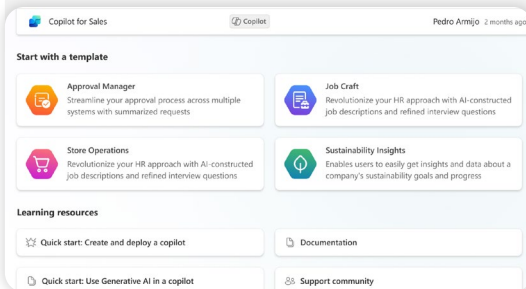 Copilot for Sales
Copilot
Pedro Armijo 2 months ago
Start with a template
Approval Manager
Streamline your approval process across multiple
systems with summarized requests
Job Craft
Revolutionize your HR approach with AI-constructed
job descriptions and refined interview questions
Store Operations
Revolutionize your HR approach with AI-constructed
job descriptions and refined interview questions
Sustainability Insights
Enables users to easily get insights and data about a
company's sustainability goals and progress
Learning resources
Quick start: Create and deploy a copilot
Documentation
Quick start: Use Generative AI in a copilot
Support community